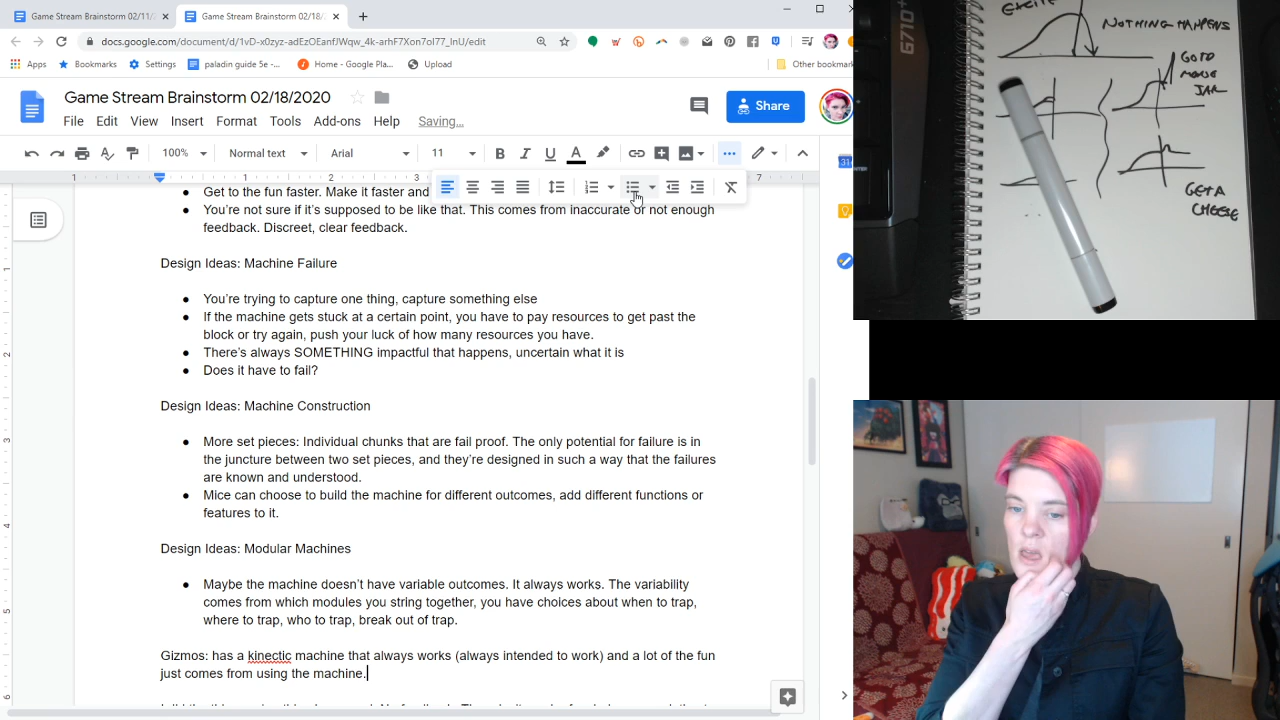 Game Stream Brainstorm 02/11/
Game Stream Brainstorm 02/18/
docs.google.com/document/d/1vD-x0zyz-adEzOEanfJWqw_4k-arhF7Xon7oI77_InU/edit
Apps
Bookmarks
Settings
paladin guide 5e -...
Home - Google Pla...
Upload
Other bookmar
Game Stream Brainstorm 02/18/2020
Share
File Edit View Insert Format Tools Add-ons Help Saving...
100% Normal text Arial 11
Get to the fun faster. Make it faster and
You're not sure if it's supposed to be like that. This comes from inaccurate or not enough
feedback. Discreet, clear feedback.
Design Ideas: Machine Failure
You're trying to capture one thing, capture something else
If the machine gets stuck at a certain point, you have to pay resources to get past the
block or try again, push your luck of how many resources you have.
There's always SOMETHING impactful that happens, uncertain what it is
Does it have to fail?
Design Ideas: Machine Construction
More set pieces: Individual chunks that are fail proof. The only potential for failure is in
the juncture between two set pieces, and they're designed in such a way that the failures
are known and understood.
Mice can choose to build the machine for different outcomes, add different functions or
features to it.
Design Ideas: Modular Machines
Maybe the machine doesn't have variable outcomes. It always works. The variability
comes from which modules you string together, you have choices about when to trap,
where to trap, who to trap, break out of trap.
Gizmos: has a kinectic machine that always works (always intended to work) and a lot of the fun
just comes from using the machine.
G710+
NOTHING HAPPENS
GOTO
MOUSE
JAR
GET A
CHEESE